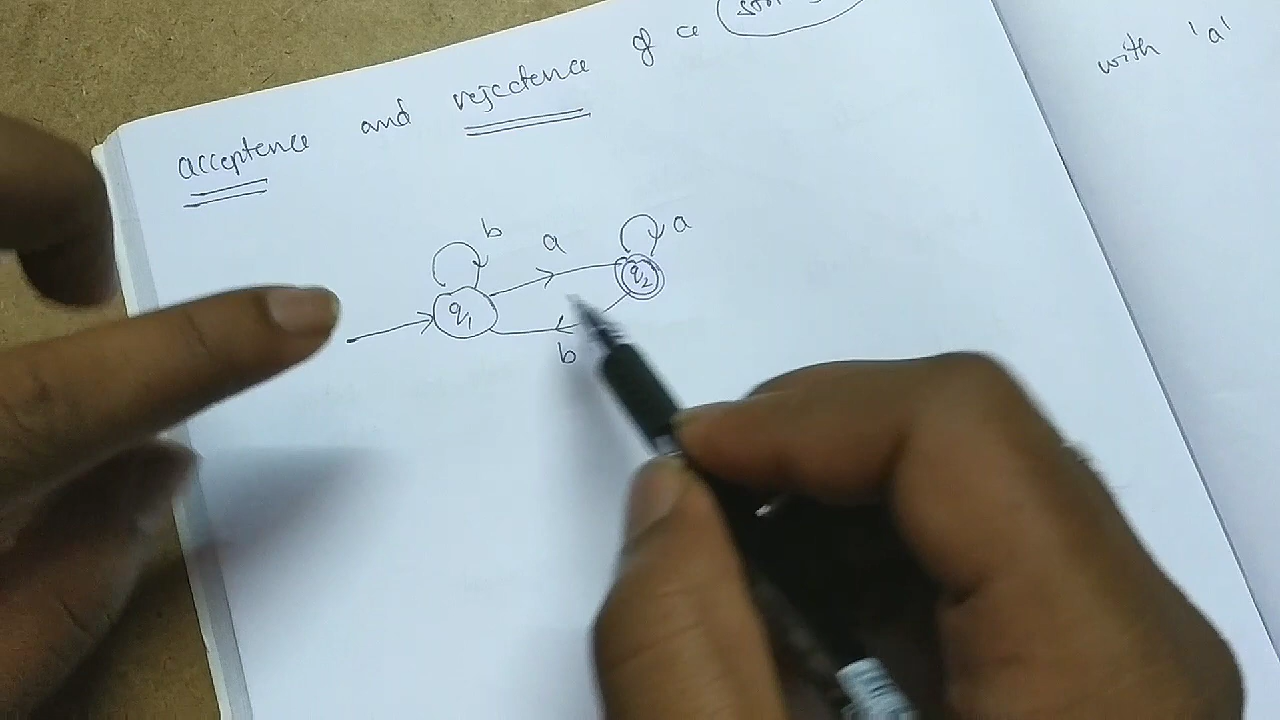 acceptence and rejectence of a
with 'a'
b a a
q1 q2
b